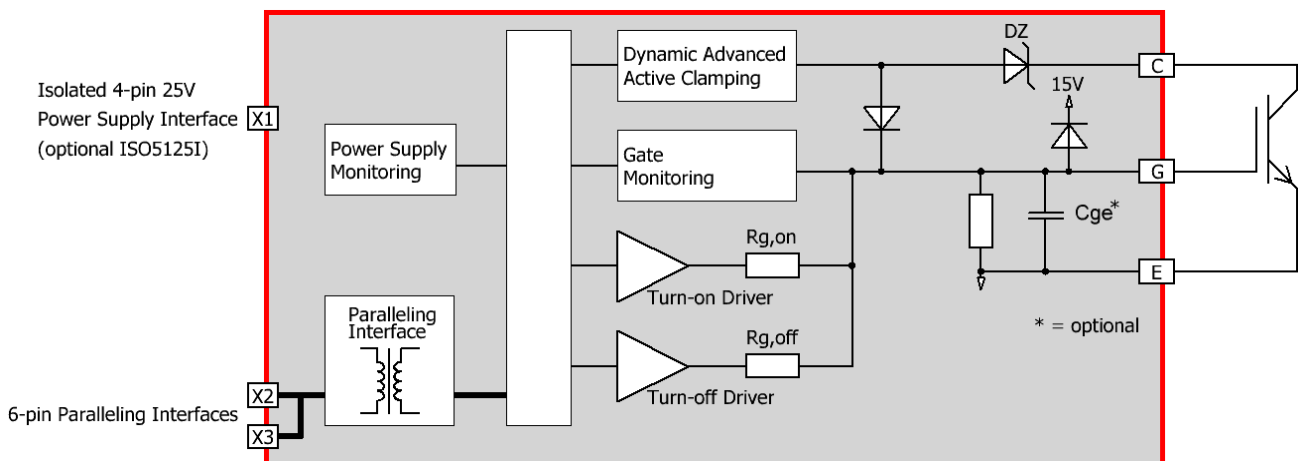 Isolated 4-pin 25V
Power Supply Interface
(optional ISO5125I)
X1
Power Supply
Monitoring
Dynamic Advanced
Active Clamping
DZ
C
15V
Gate
Monitoring
G
Cge*
Rg,on
E
Turn-on Driver
* = optional
Paralleling
Interface
Rg,off
Turn-off Driver
X2
6-pin Paralleling Interfaces
X3